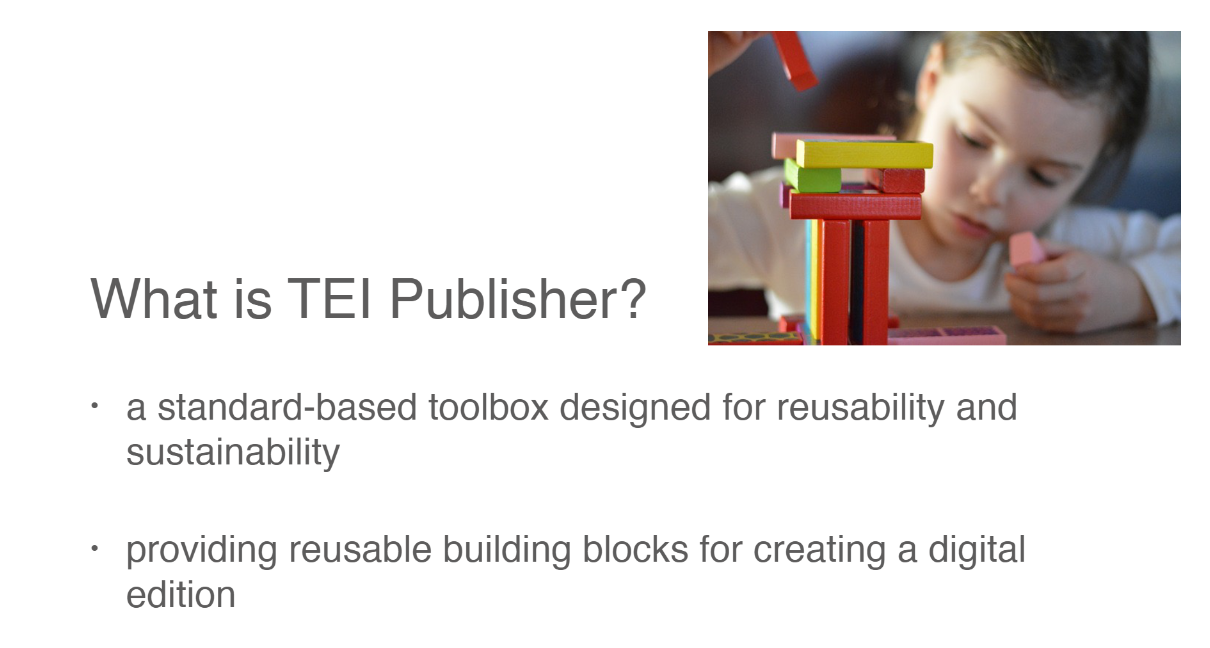 What is TEI Publisher?
• a standard-based toolbox designed for reusability and
sustainability
• providing reusable building blocks for creating a digital
edition